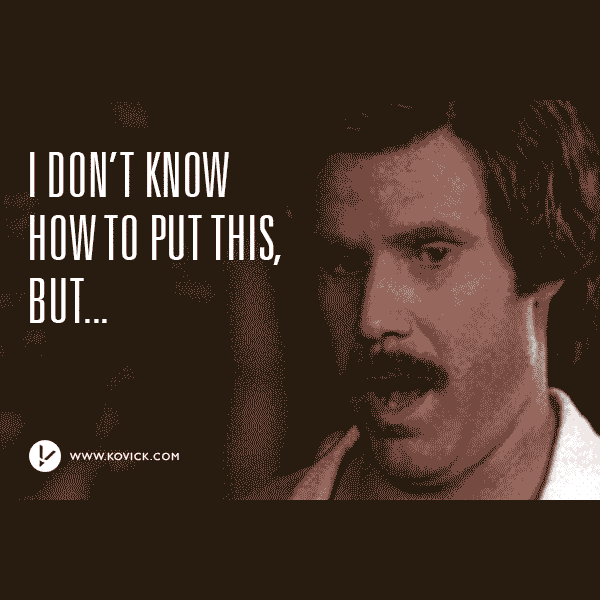 I DON'T KNOW
HOW TO PUT THIS,
BUT...
WWW.KOVICK.COM